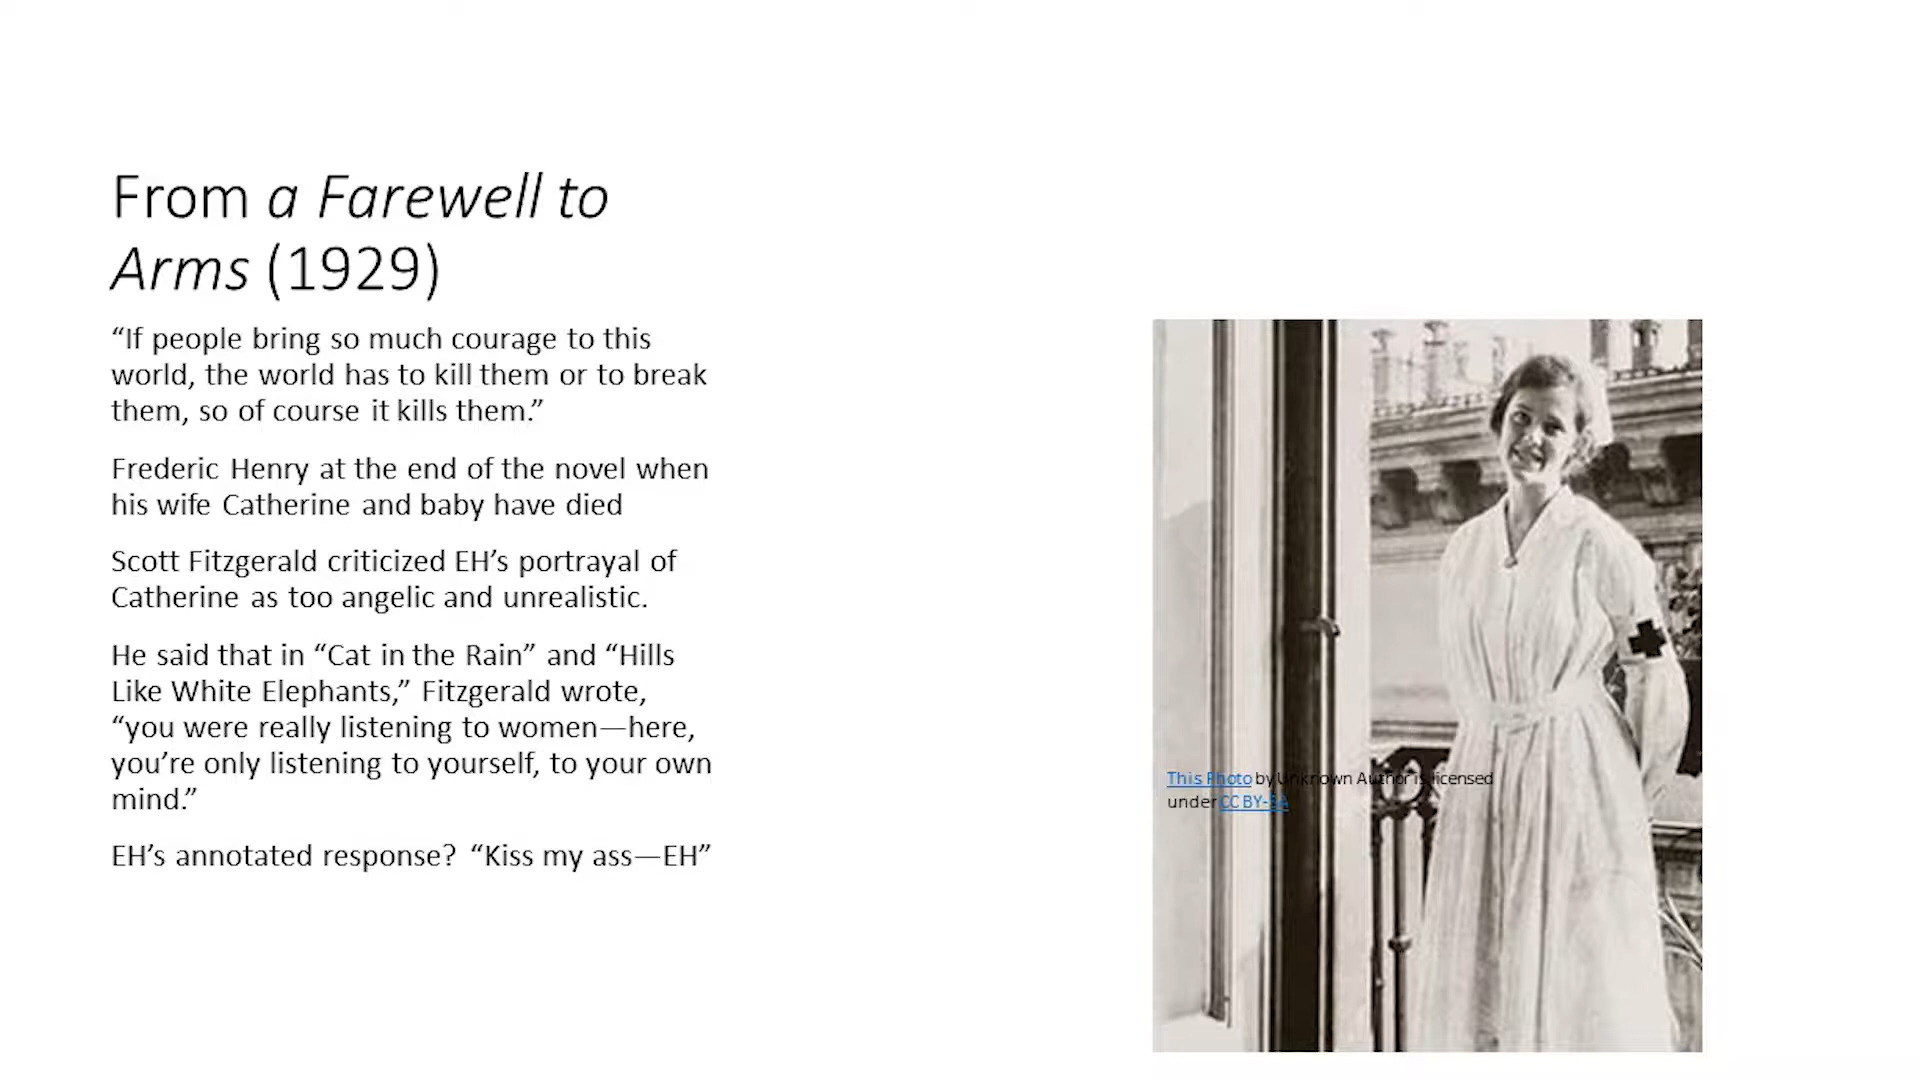 From a Farewell to
Arms (1929)
“If people bring so much courage to this
world, the world has to kill them or to break
them, so of course it kills them.”
Frederic Henry at the end of the novel when
his wife Catherine and baby have died
Scott Fitzgerald criticized EH’s portrayal of
Catherine as too angelic and unrealistic.
He said that in “Cat in the Rain” and “Hills
Like White Elephants,” Fitzgerald wrote,
“you were really listening to women—here,
you’re only listening to yourself, to your own
mind.”
EH’s annotated response? “Kiss my ass—EH”
This Photo by Unknown Author is licensed
under CC BY-SA